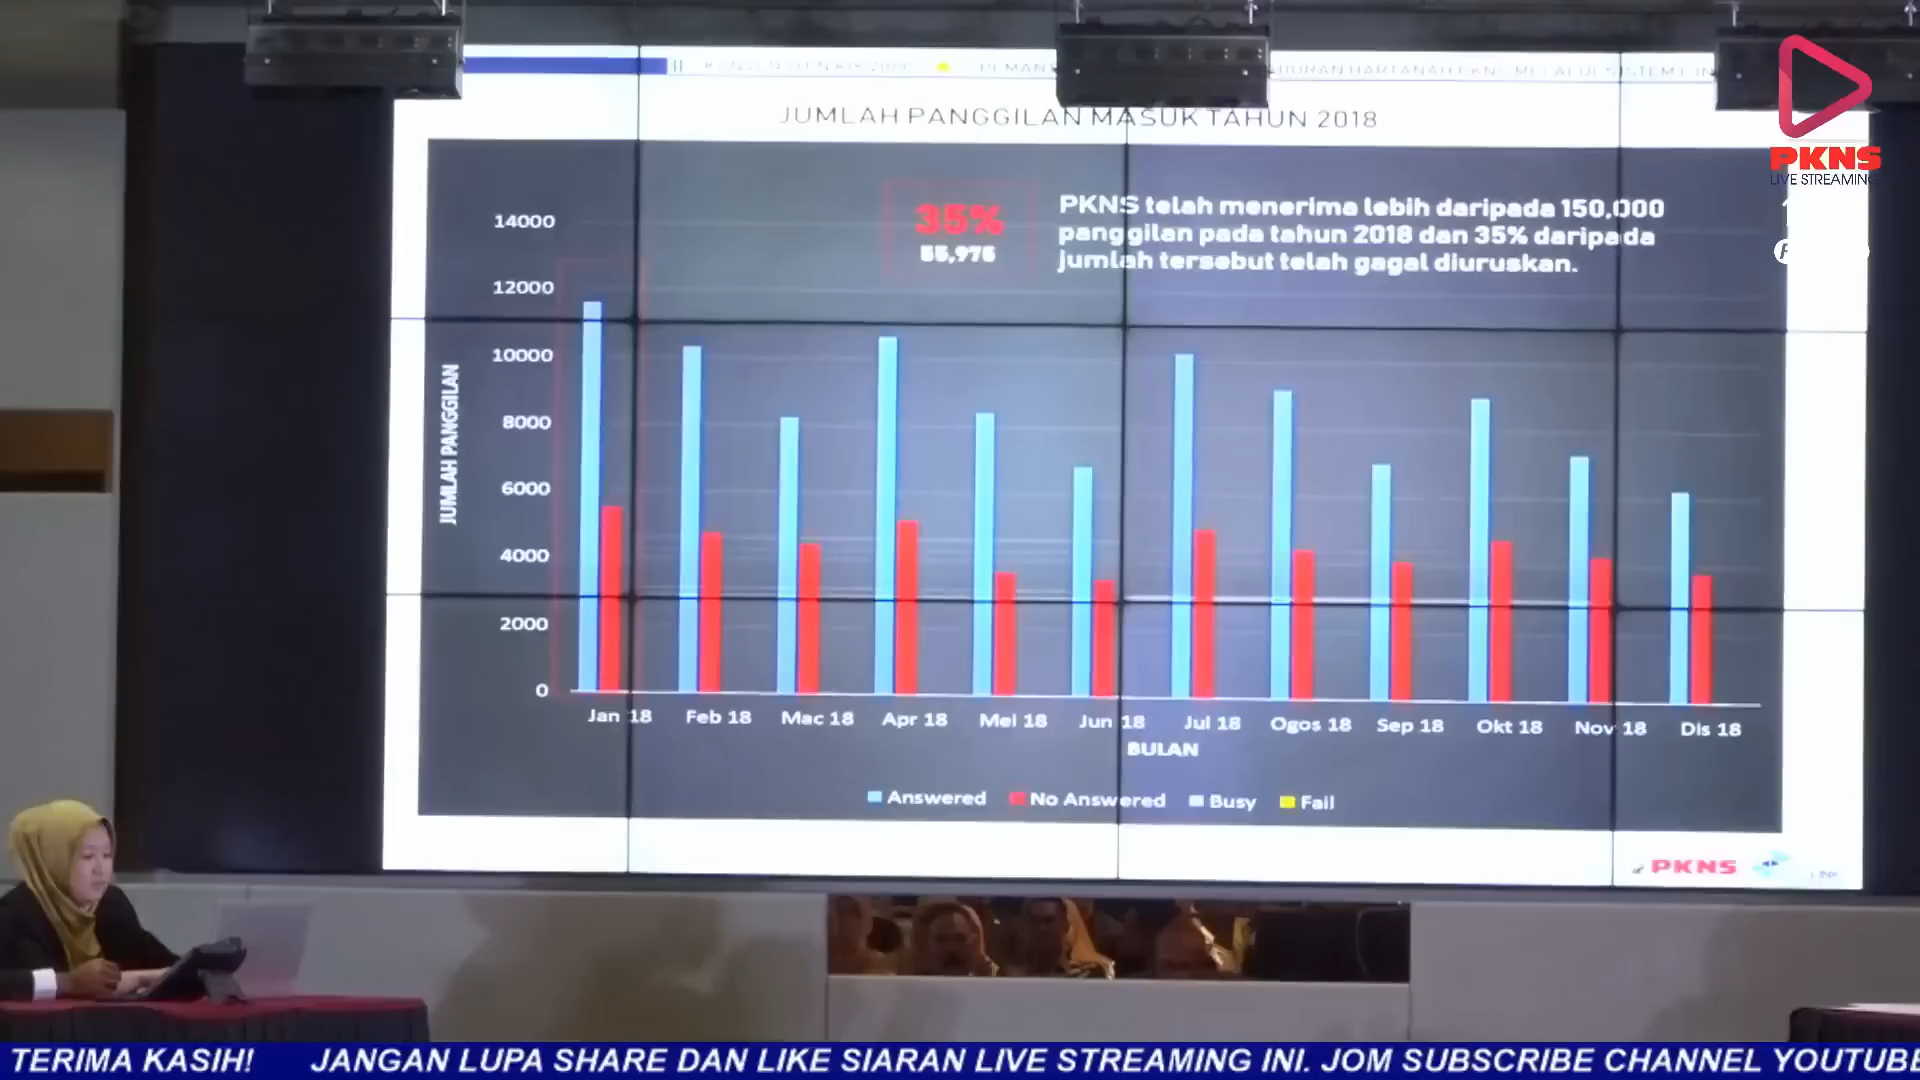 JUMLAH PANGGILAN MASUK TAHUN 2018
PKNS
LIVE STREAMING
35%
55,975
PKNS telah menerima lebih daripada 150,000
panggilan pada tahun 2018 dan 35% daripada
jumlah tersebut telah gagal diuruskan.
JUMLAH PANGGILAN
14000
12000
10000
8000
6000
4000
2000
0
Jan 18 Feb 18 Mac 18 Apr 18 Mei 18 Jun 18 Jul 18 Ogos 18 Sep 18 Okt 18 Nov 18 Dis 18
BULAN
Answered No Answered Busy Fail
PKNS
TERIMA KASIH! JANGAN LUPA SHARE DAN LIKE SIARAN LIVE STREAMING INI. JOM SUBSCRIBE CHANNEL YOUTUBE